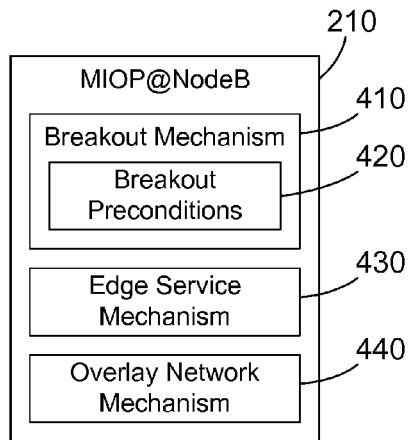 210
MIOP@NodeB
410
Breakout Mechanism
420
Breakout
Preconditions
430
Edge Service
Mechanism
440
Overlay Network
Mechanism